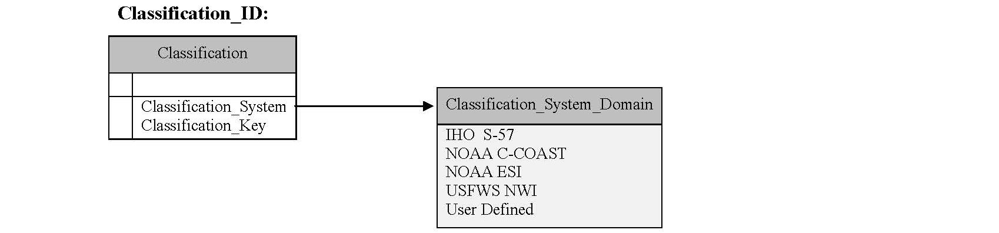 Classification_ID:
Classification
Classification_System
Classification_Key
Classification_System_Domain
IHO  S-57
NOAA C-COAST
NOAA ESI
USFWS NWI
User Defined